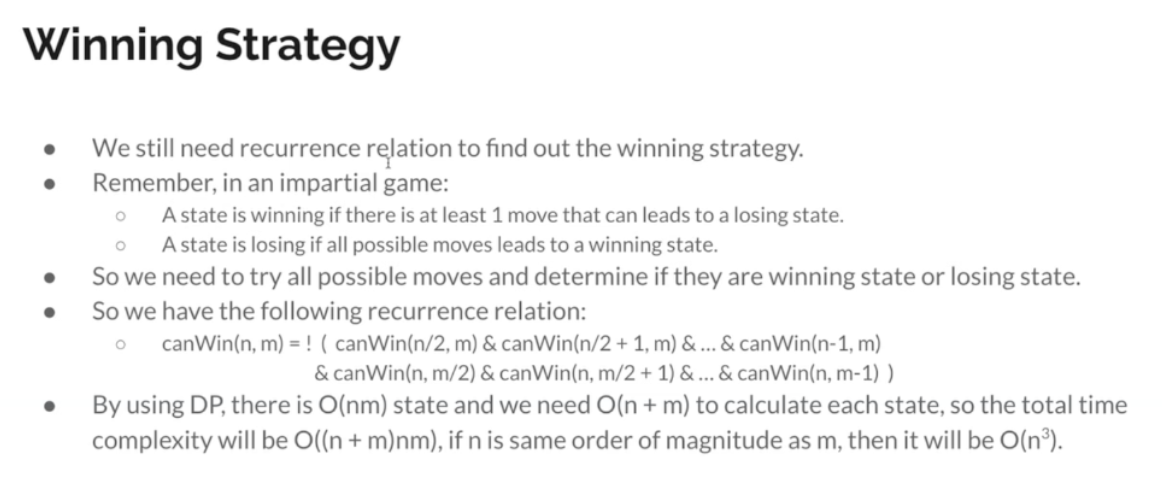 Winning Strategy
● We still need recurrence relation to find out the winning strategy.
● Remember, in an impartial game:
○ A state is winning if there is at least 1 move that can leads to a losing state.
○ A state is losing if all possible moves leads to a winning state.
● So we need to try all possible moves and determine if they are winning state or losing state.
● So we have the following recurrence relation:
○ canWin(n, m) = ! ( canWin(n/2, m) & canWin(n/2 + 1, m) & ... & canWin(n-1, m)
& canWin(n, m/2) & canWin(n, m/2 + 1) & ... & canWin(n, m-1) )
● By using DP, there is O(nm) state and we need O(n + m) to calculate each state, so the total time
complexity will be O((n + m)nm), if n is same order of magnitude as m, then it will be O(n³).